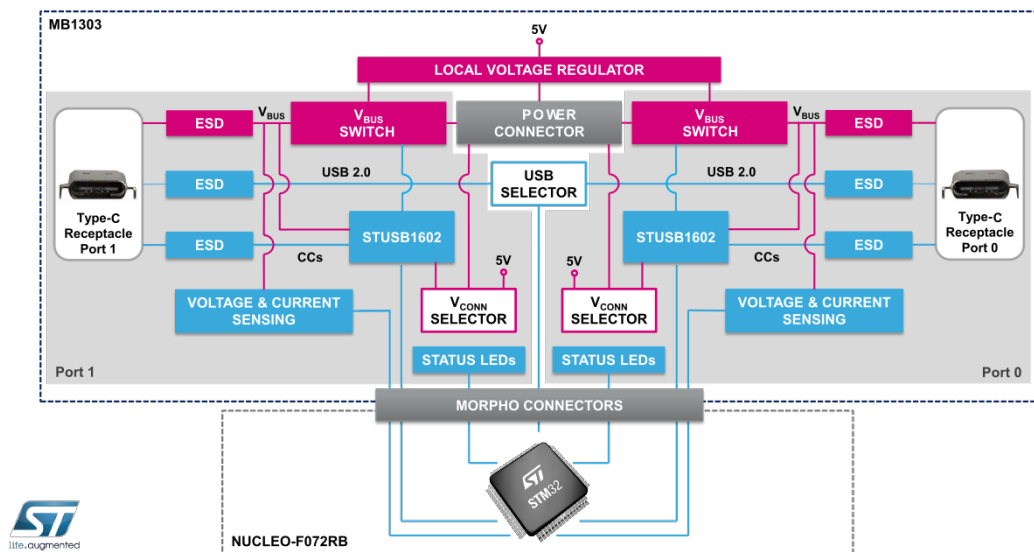 MB1303
5V
LOCAL VOLTAGE REGULATOR
ESD
VBUS
VBUS
SWITCH
POWER
CONNECTOR
VBUS
SWITCH
VBUS
ESD
ESD
USB 2.0
USB
SELECTOR
USB 2.0
ESD
Type-C
Receptacle
Port 1
Type-C
Receptacle
Port 0
ESD
CCs
STUSB1602
STUSB1602
CCs
ESD
5V
5V
VOLTAGE & CURRENT
SENSING
VCONN
SELECTOR
VCONN
SELECTOR
VOLTAGE & CURRENT
SENSING
STATUS LEDs
STATUS LEDs
Port 1
Port 0
MORPHO CONNECTORS
ST
STM32
ST
life.augmented
NUCLEO-F072RB